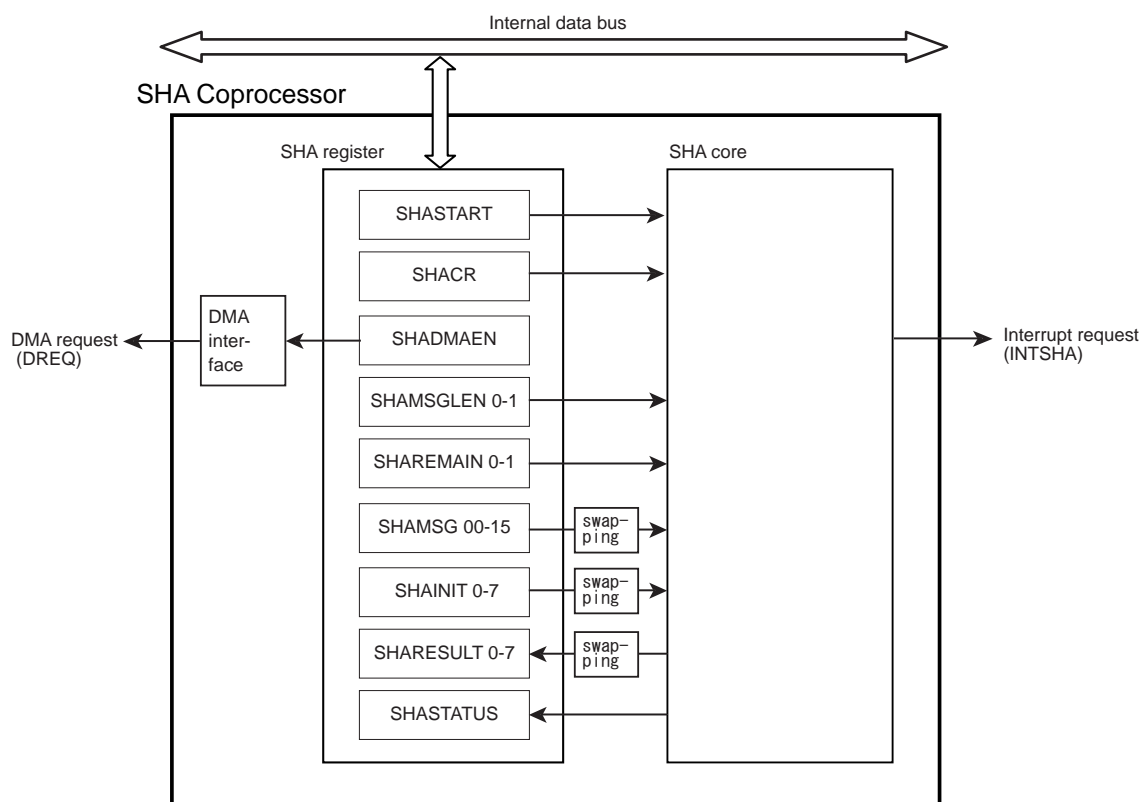 Internal data bus
SHA Coprocessor
SHA register
SHA core
SHASTART
SHACR
DMA request
(DREQ)
DMA
inter-
face
SHADMAEN
Interrupt request
(INTSHA)
SHAMSGLEN 0-1
SHAREMAIN 0-1
SHAMSG 00-15
swap-
ping
SHAINIT 0-7
swap-
ping
SHARESULT 0-7
swap-
ping
SHASTATUS